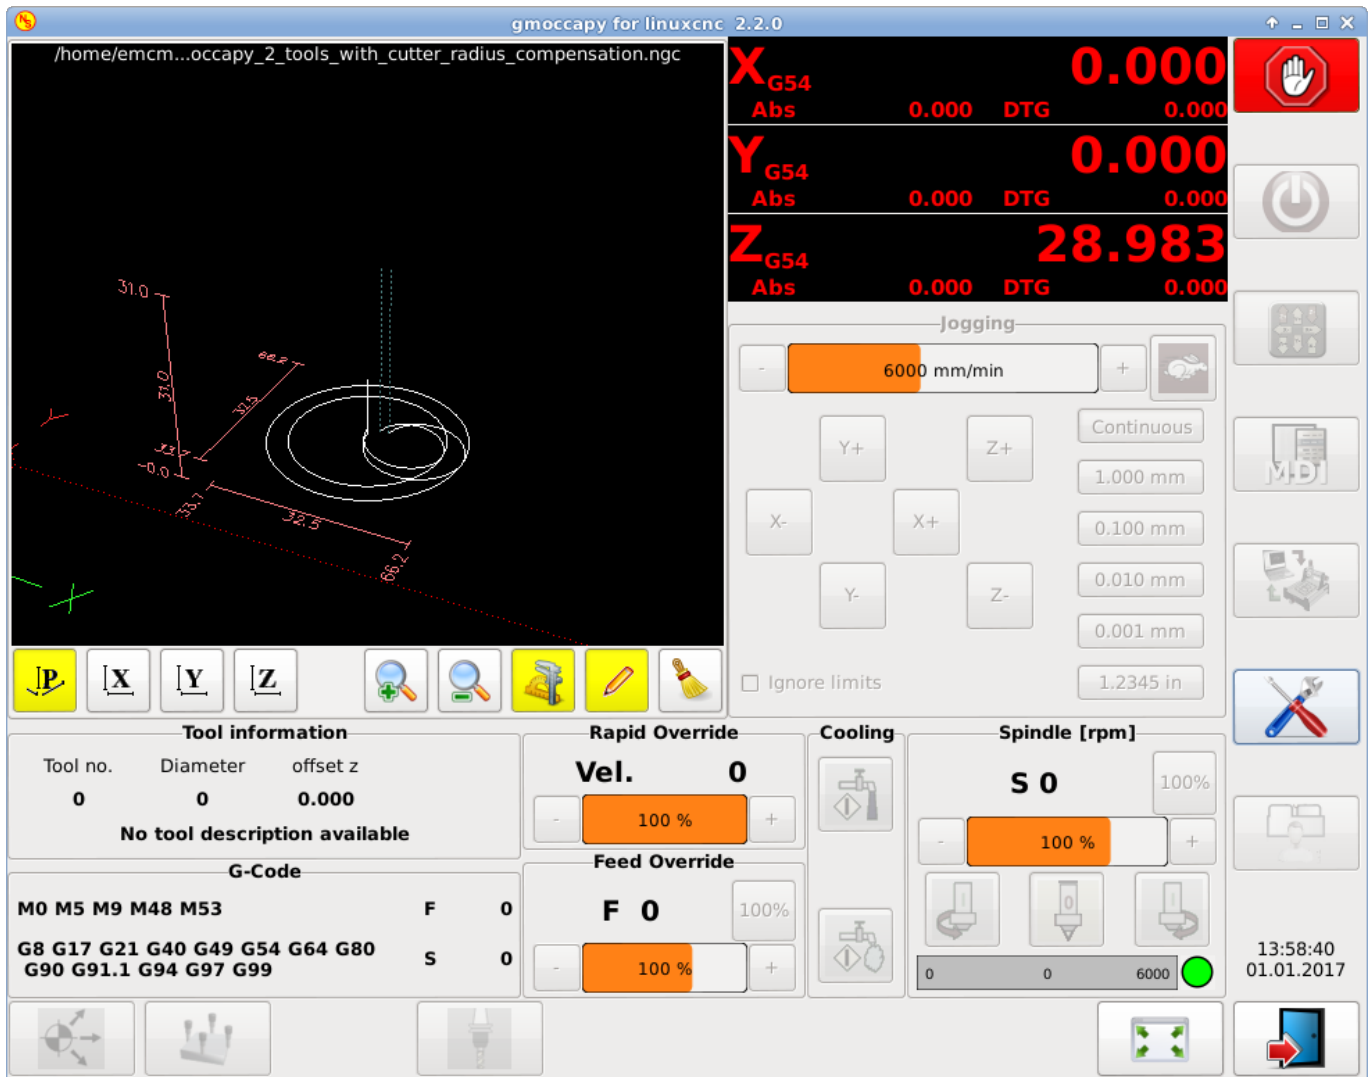 gmoccapy for linuxcnc 2.2.0
/home/emcm...occapy_2_tools_with_cutter_radius_compensation.ngc
X G54 0.000
Abs 0.000 DTG 0.000
Y G54 0.000
Abs 0.000 DTG 0.000
Z G54 28.983
Abs 0.000 DTG 0.000
31.0
31.0
66.2
32.5
33.7
-0.0
33.7
32.5
66.2
Y
X
Jogging
- 6000 mm/min +
Y+ Z+ Continuous
1.000 mm
X- X+ 0.100 mm
Y- Z- 0.010 mm
0.001 mm
Ignore limits 1.2345 in
MDI
P X Y Z
Tool information
Tool no. Diameter offset z
0 0 0.000
No tool description available
G-Code
M0 M5 M9 M48 M53 F 0
G8 G17 G21 G40 G49 G54 G64 G80
G90 G91.1 G94 G97 G99 S 0
Rapid Override
Vel. 0
- 100 % +
Feed Override
F 0 100%
- 100 % +
Cooling
Spindle [rpm]
S 0 100%
- 100 % +
0
0 0 6000
13:58:40
01.01.2017